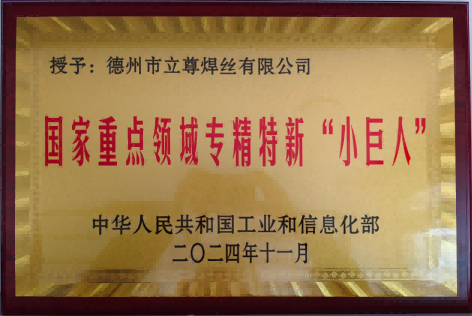 授予：德州市立尊焊丝有限公司
国家重点领域专精特新“小巨人”
中华人民共和国工业和信息化部
二〇二四年十一月